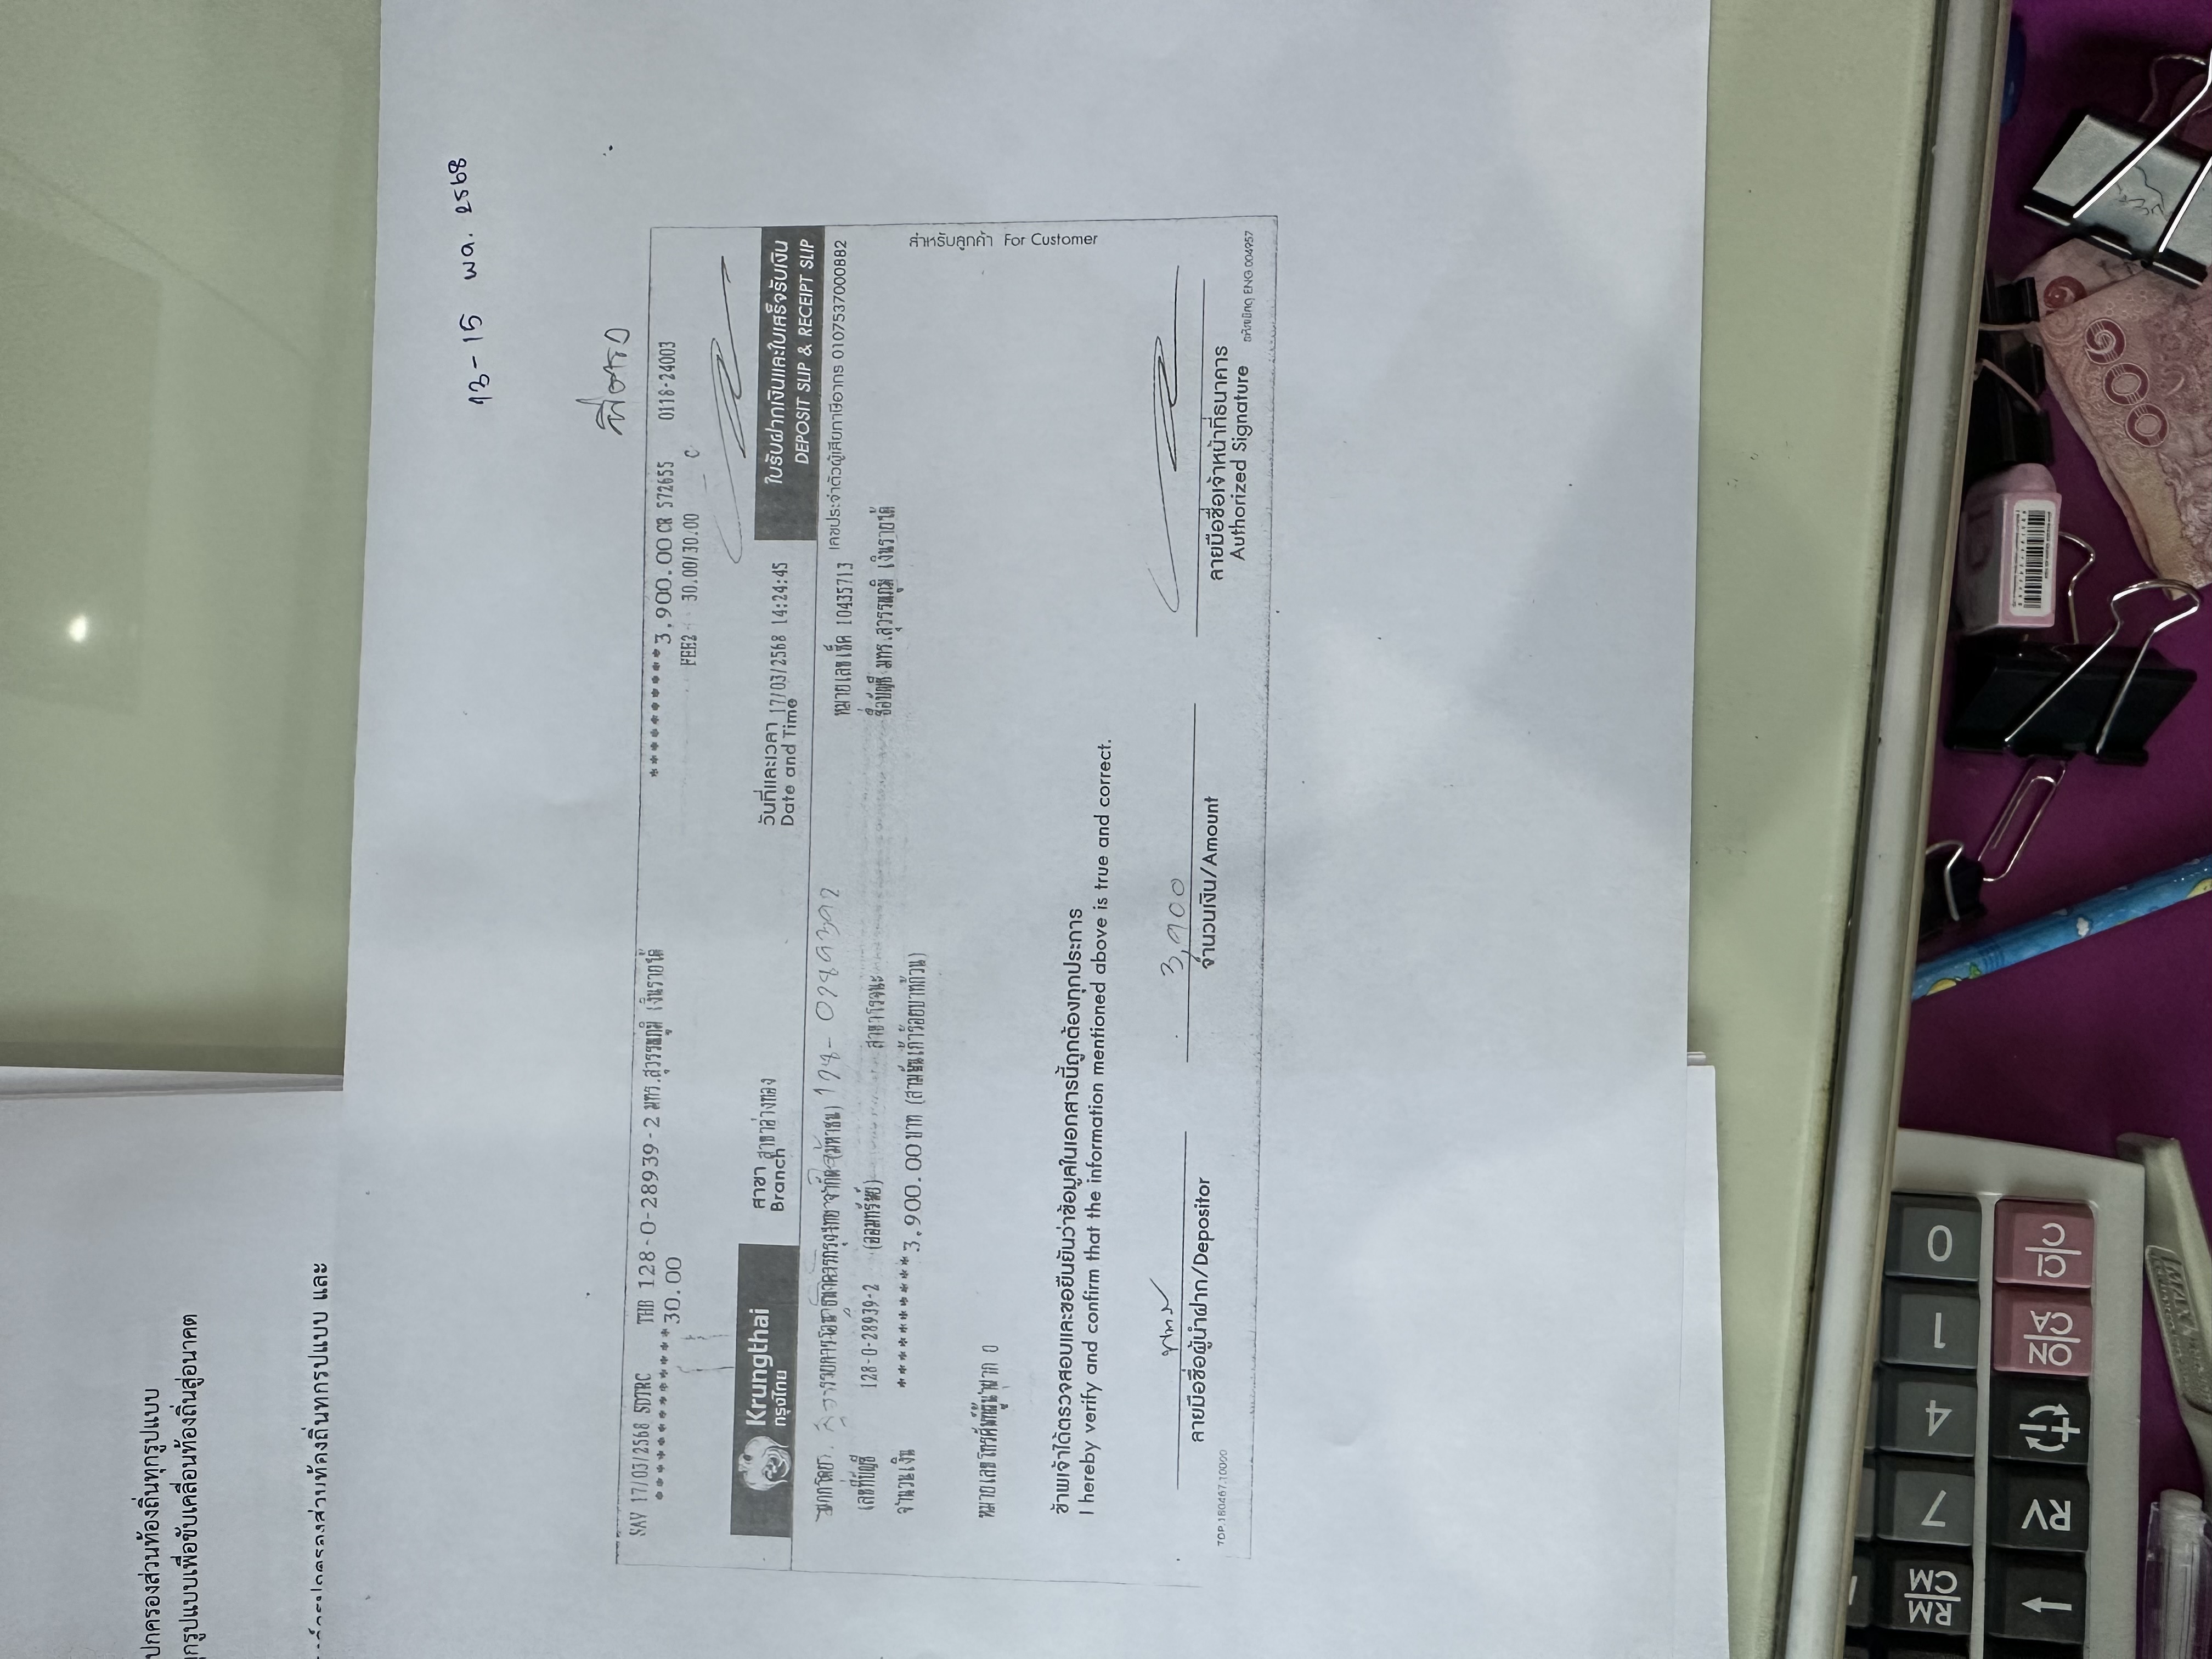 ปกครองส่วนท้องถิ่นทุกรูปแบบ
ทุกรูปแบบเพื่อขับเคลื่อนท้องถิ่นสู่อนาคต
องค์กรปกครองส่วนท้องถิ่นทุกรูปแบบ และ
13-15 พค. 2568
SAV 17/03/2568 SDTRC THB 128-0-28939-2 มทร.สุวรรณภูมิ เงินรายได้ **********3,900.00 CR 572655 0118-24003
*************30.00
FEE2 30.00/30.00 C
Krungthai
กรุงไทย
สาขา สาขาอ่างทอง
Branch
วันที่และเวลา 17/03/2568 14:24:45
Date and Time
ใบรับฝากเงินและใบเสร็จรับเงิน
DEPOSIT SLIP & RECEIPT SLIP
128-0289392
หมายเลขเช็ค 10435713
เลขประจำตัวผู้เสียภาษีอากร 0107537000882
เลขที่บัญชี 128-0-28939-2 (ออมทรัพย์) สาขาโรจนะ
ชื่อบัญชี มทร.สุวรรณภูมิ เงินรายได้
จำนวนเงิน **********3,900.00 บาท (สามพันเก้าร้อยบาทถ้วน)
หมายเลขโทรศัพท์ผู้นำฝาก 0
สำหรับลูกค้า For Customer
ข้าพเจ้าได้ตรวจสอบและขอยืนยันว่าข้อมูลในเอกสารนี้ถูกต้องทุกประการ
I hereby verify and confirm that the information mentioned above is true and correct.
3,900
ลายมือชื่อผู้นำฝาก/Depositor
จำนวนเงิน/Amount
ลายมือชื่อเจ้าหน้าที่ธนาคาร
Authorized Signature
TOP.180467.10000
รหัสพัสดุ ENG.004957
RM
CM
7
4
1
0
RV
ON
CA
CI
C
MAX